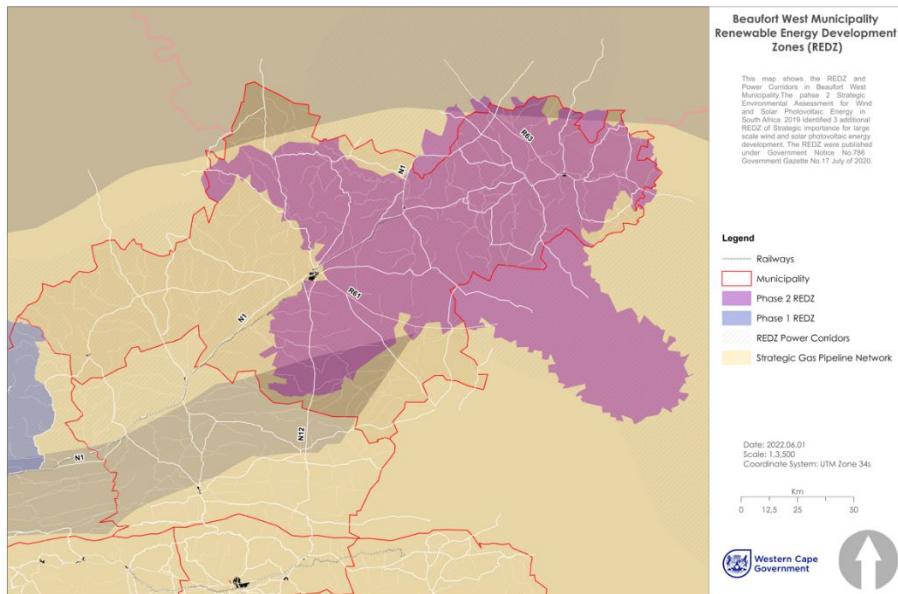 Beaufort West Municipality
Renewable Energy Development
Zones (REDZ)
This map shows the REDZ and
Power Corridors in Beaufort West
Municipality.The pahse 2 Strategic
Environmental Assessment for Wind
and Solar Photovoltaic Energy in
South Africa. 2019 Identified 3 additional
REDZ of Strategic importance for large
scale wind and solar photovoltaic energy
development. The REDZ were published
under Government Notice No.786
Government Gazette No.17 July of 2020.
R63
N1
R61
N1
N12
N1
Legend
Railways
Municipality
Phase 2 REDZ
Phase 1 REDZ
REDZ Power Corridors
Strategic Gas Pipeline Network
Date: 2022.06.01
Scale: 1,3,500
Coordinate System: UTM Zone 34s
Km
0 12,5 25 50
Western Cape
Government